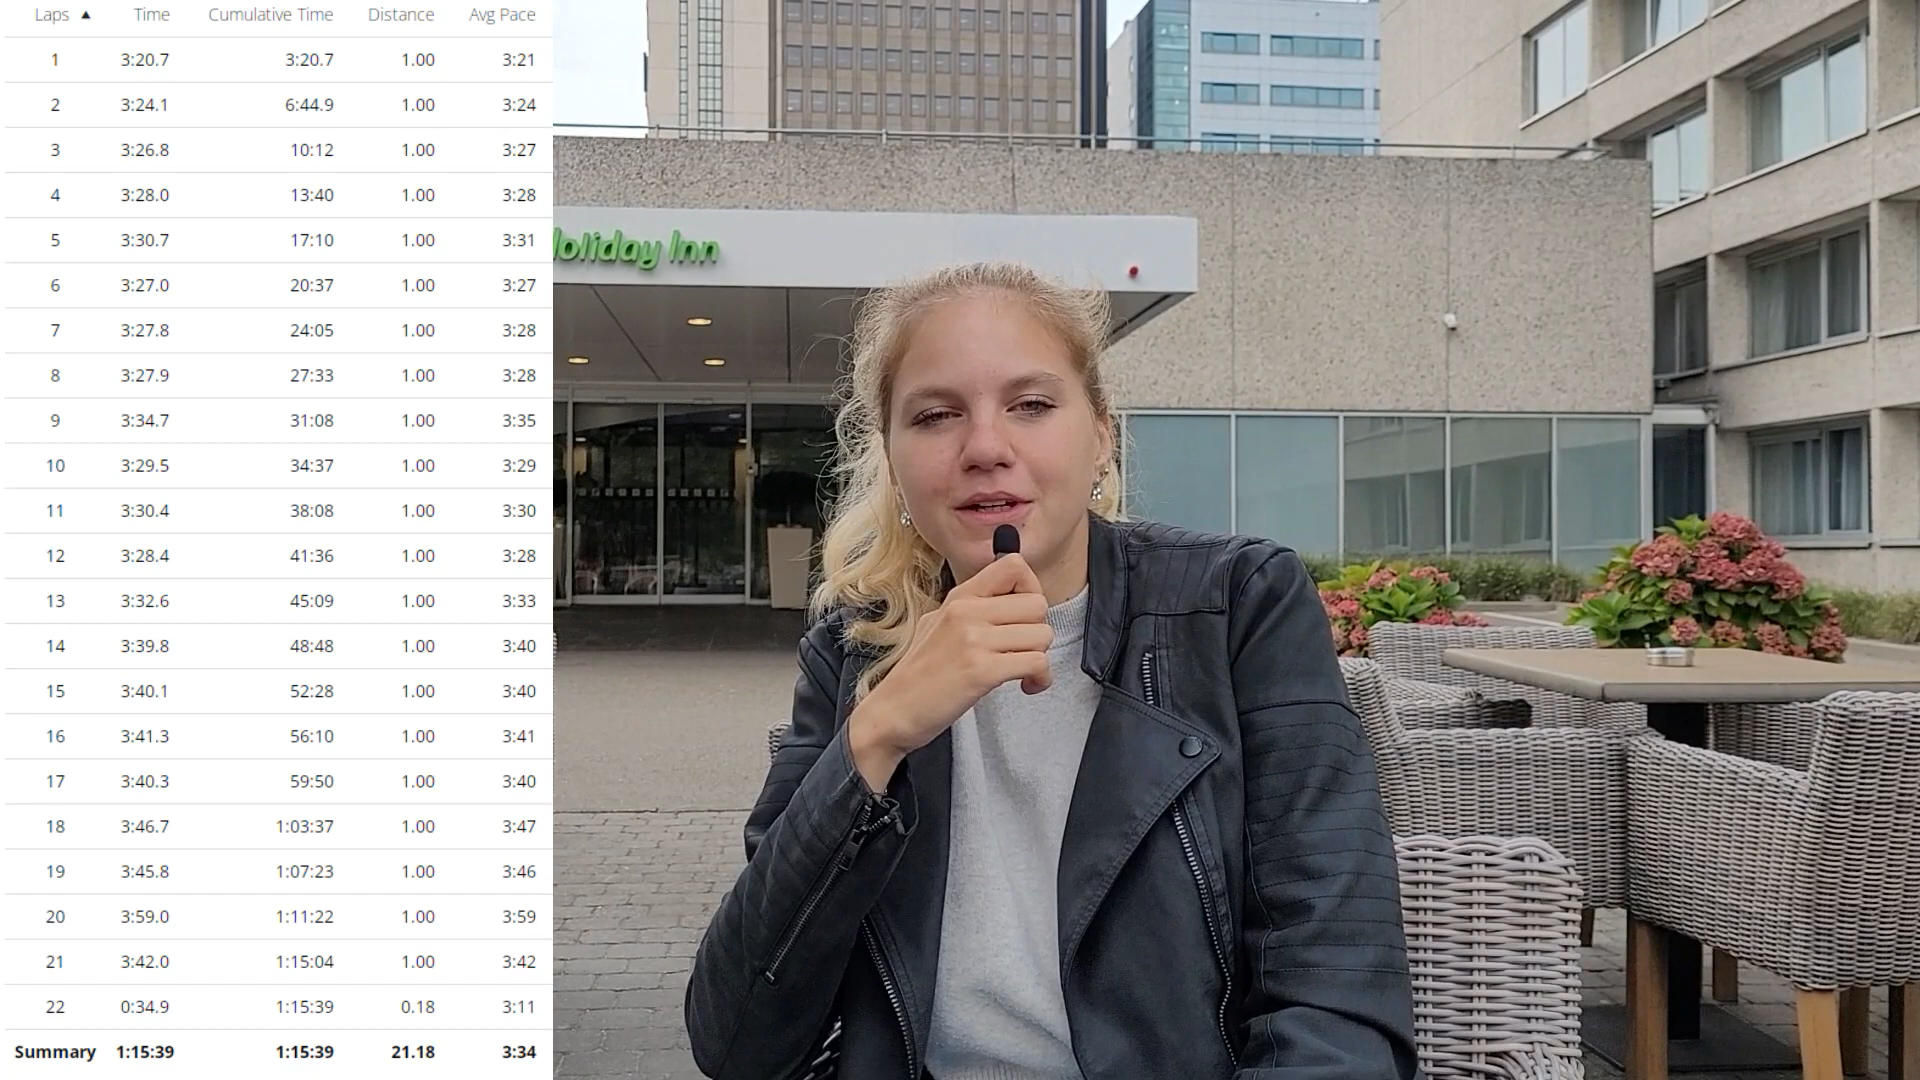 Laps ▲ Time Cumulative Time Distance Avg Pace
1 3:20.7 3:20.7 1.00 3:21
2 3:24.1 6:44.9 1.00 3:24
3 3:26.8 10:12 1.00 3:27
4 3:28.0 13:40 1.00 3:28
5 3:30.7 17:10 1.00 3:31
6 3:27.0 20:37 1.00 3:27
7 3:27.8 24:05 1.00 3:28
8 3:27.9 27:33 1.00 3:28
9 3:34.7 31:08 1.00 3:35
10 3:29.5 34:37 1.00 3:29
11 3:30.4 38:08 1.00 3:30
12 3:28.4 41:36 1.00 3:28
13 3:32.6 45:09 1.00 3:33
14 3:39.8 48:48 1.00 3:40
15 3:40.1 52:28 1.00 3:40
16 3:41.3 56:10 1.00 3:41
17 3:40.3 59:50 1.00 3:40
18 3:46.7 1:03:37 1.00 3:47
19 3:45.8 1:07:23 1.00 3:46
20 3:59.0 1:11:22 1.00 3:59
21 3:42.0 1:15:04 1.00 3:42
22 0:34.9 1:15:39 0.18 3:11
Summary 1:15:39 1:15:39 21.18 3:34
oliday Inn